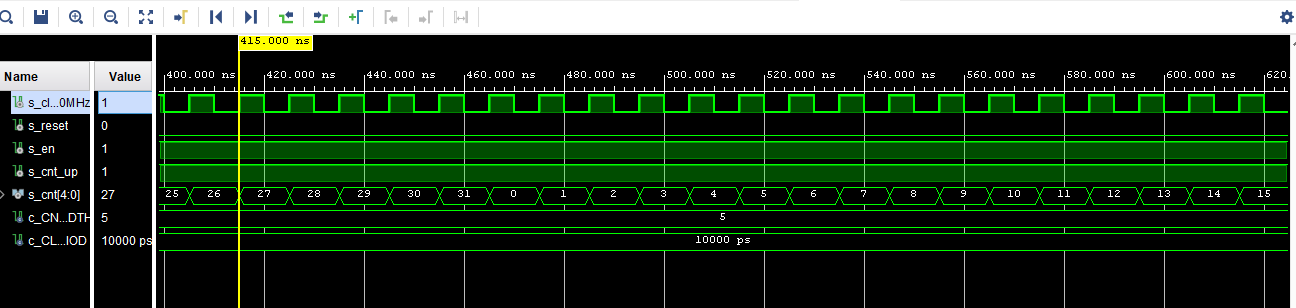 415.000 ns
Name Value
400.000 ns 420.000 ns 440.000 ns 460.000 ns 480.000 ns 500.000 ns 520.000 ns 540.000 ns 560.000 ns 580.000 ns 600.000 ns 620.
s_cl...0MHz 1
s_reset 0
s_en 1
s_cnt_up 1
s_cnt[4:0] 27 25 26 27 28 29 30 31 0 1 2 3 4 5 6 7 8 9 10 11 12 13 14 15
c_CN...DTH 5 5
c_CL...IOD 10000 ps 10000 ps